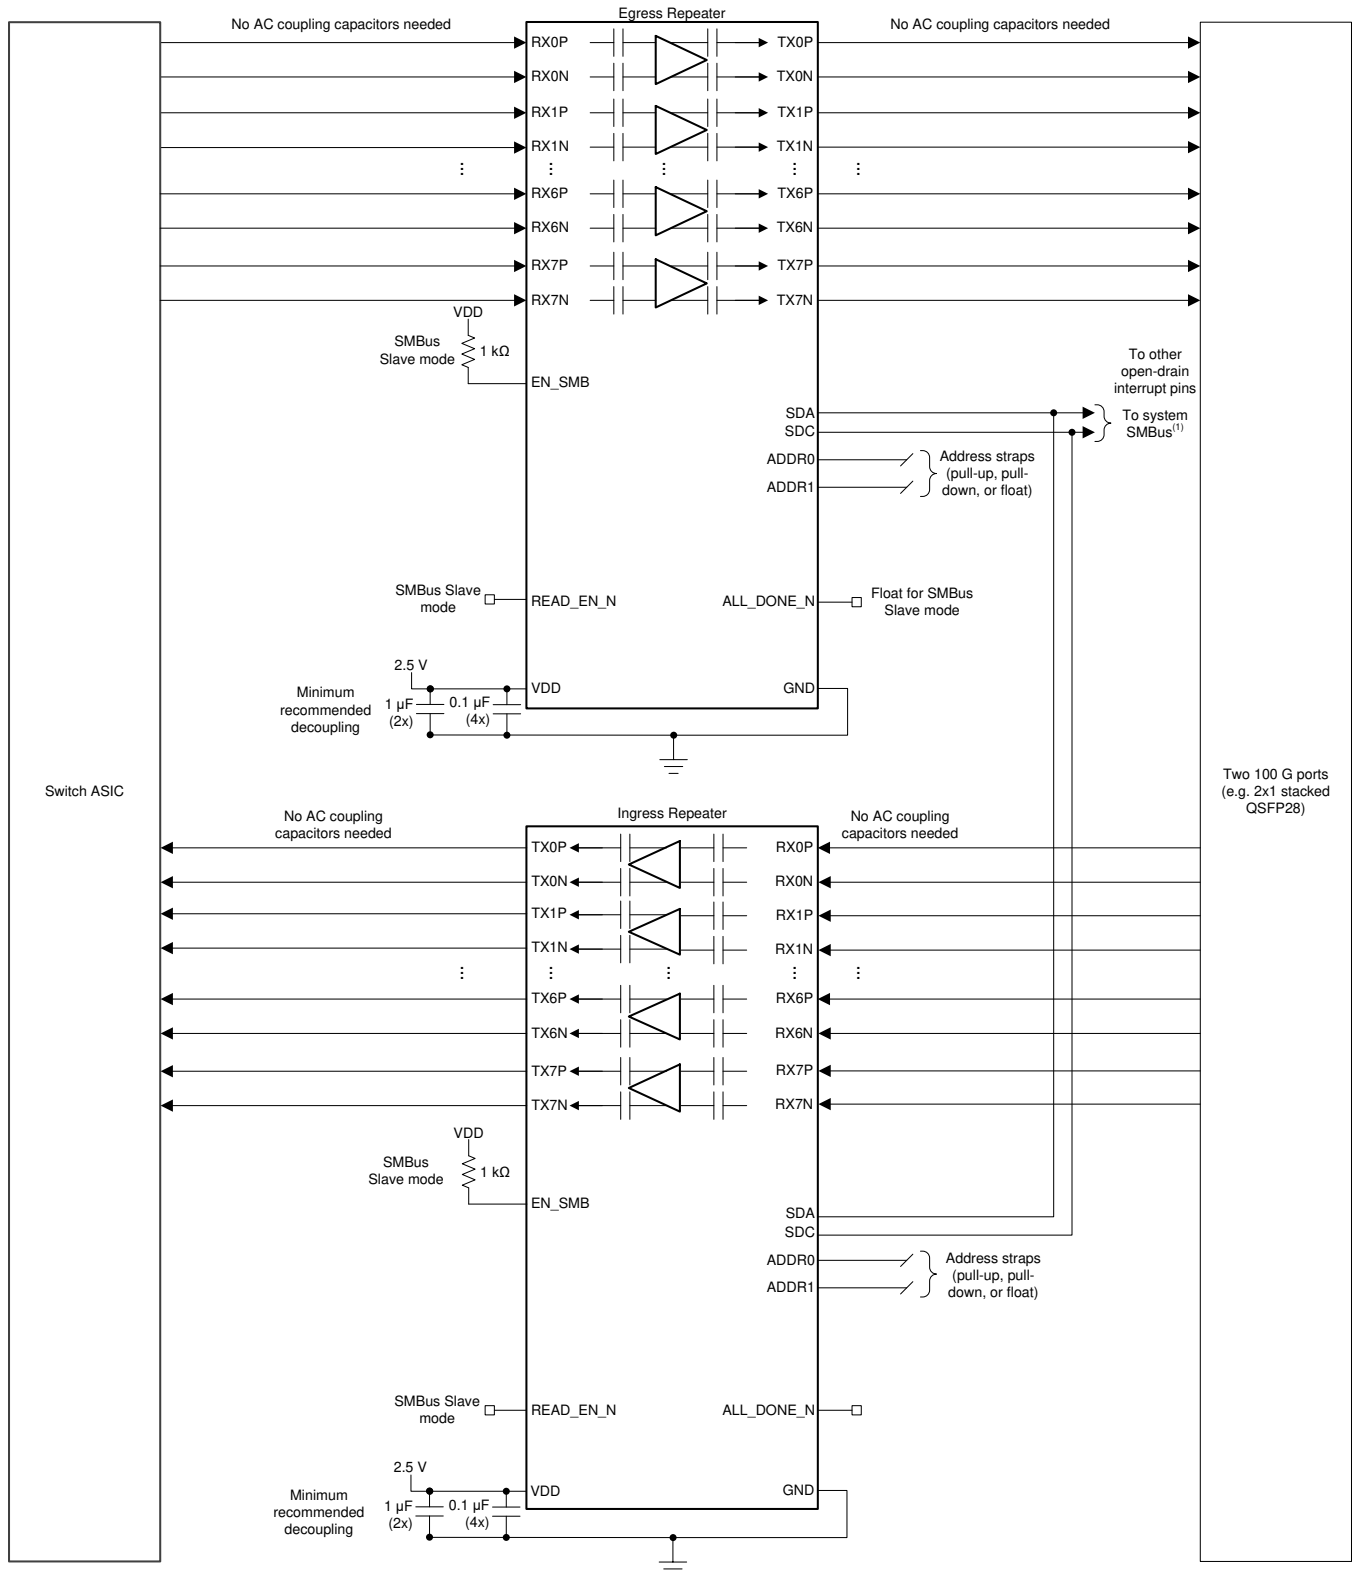 Egress Repeater
No AC coupling capacitors needed
No AC coupling capacitors needed
RX0P
TX0P
RX0N
TX0N
RX1P
TX1P
RX1N
TX1N
⋮ ⋮ ⋮ ⋮ ⋮
RX6P
TX6P
RX6N
TX6N
RX7P
TX7P
RX7N
TX7N
VDD
SMBus
Slave mode
1 kΩ
EN_SMB
To other
open-drain
interrupt pins
SDA
SDC
To system
SMBus(1)
ADDR0
ADDR1
Address straps
(pull-up, pull-
down, or float)
SMBus Slave
mode
READ_EN_N
ALL_DONE_N
Float for SMBus
Slave mode
2.5 V
VDD
GND
Minimum
recommended
decoupling
1 μF
(2x)
0.1 μF
(4x)
Switch ASIC
Two 100 G ports
(e.g. 2x1 stacked
QSFP28)
Ingress Repeater
No AC coupling
capacitors needed
No AC coupling
capacitors needed
TX0P
RX0P
TX0N
RX0N
TX1P
RX1P
TX1N
RX1N
⋮ ⋮ ⋮ ⋮ ⋮
TX6P
RX6P
TX6N
RX6N
TX7P
RX7P
TX7N
RX7N
VDD
SMBus
Slave mode
1 kΩ
EN_SMB
SDA
SDC
ADDR0
ADDR1
Address straps
(pull-up, pull-
down, or float)
SMBus Slave
mode
READ_EN_N
ALL_DONE_N
2.5 V
VDD
GND
Minimum
recommended
decoupling
1 μF
(2x)
0.1 μF
(4x)